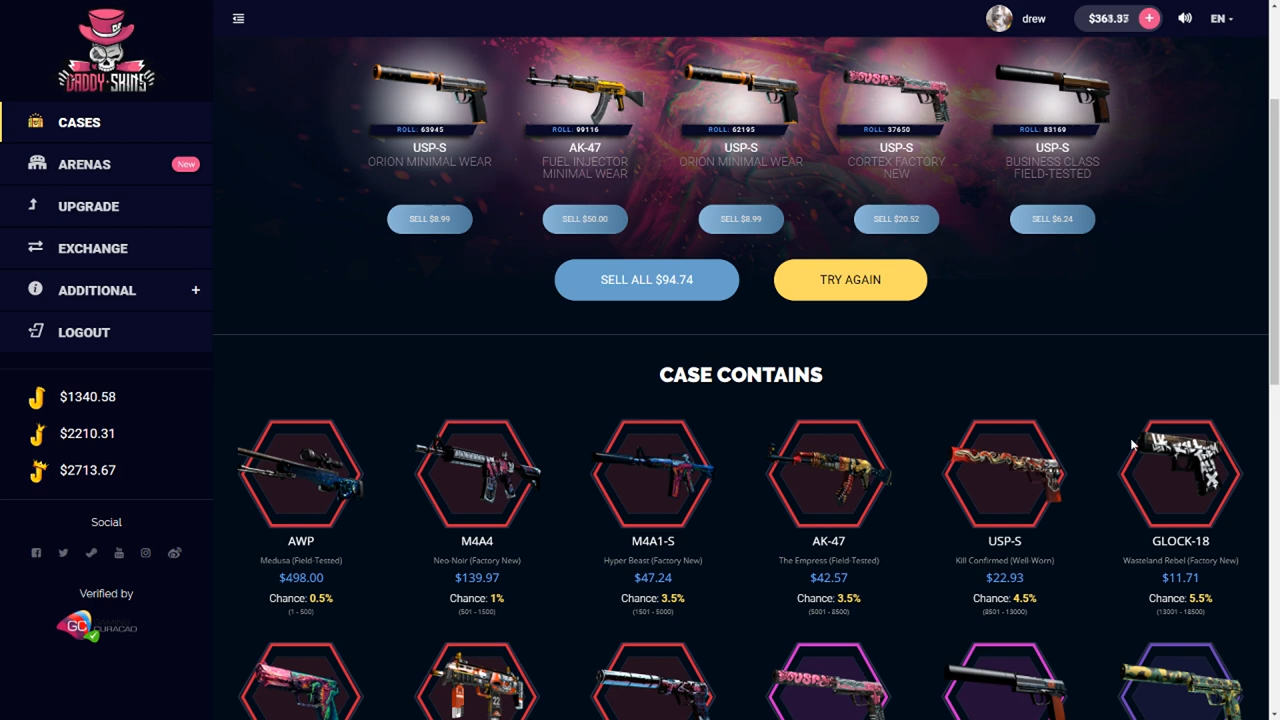 DADDY SKINS
drew
EN
CASES
ARENAS
New
UPGRADE
EXCHANGE
ADDITIONAL
+
LOGOUT
$1340.58
$2210.31
$2713.67
Social
Verified by
GC
CURACAO
ROLL: 63945
USP-S
ORION MINIMAL WEAR
SELL $8.99
ROLL: 99116
AK-47
FUEL INJECTOR
MINIMAL WEAR
SELL $50.00
ROLL: 62195
USP-S
ORION MINIMAL WEAR
SELL $8.99
ROLL: 37650
USP-S
CORTEX FACTORY
NEW
SELL $20.52
ROLL: 83169
USP-S
BUSINESS CLASS
FIELD-TESTED
SELL $6.24
SELL ALL $94.74
TRY AGAIN
CASE CONTAINS
AWP
Medusa (Field-Tested)
$498.00
Chance: 0.5%
(1 - 500)
M4A4
Neo-Noir (Factory New)
$139.97
Chance: 1%
(501 - 1500)
M4A1-S
Hyper Beast (Factory New)
$47.24
Chance: 3.5%
(1501 - 5000)
AK-47
The Empress (Field-Tested)
$42.57
Chance: 3.5%
(5001 - 8500)
USP-S
Kill Confirmed (Well-Worn)
$22.93
Chance: 4.5%
(8501 - 13000)
GLOCK-18
Wasteland Rebel (Factory New)
$11.71
Chance: 5.5%
(13001 - 18500)